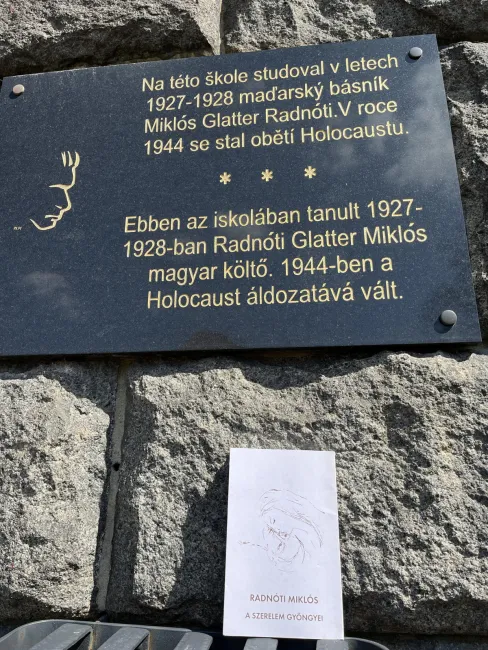 Na této škole studoval v letech
1927-1928 maďarský básník
Miklós Glatter Radnóti.V roce
1944 se stal obětí Holocaustu.
* * *
Ebben az iskolában tanult 1927-
1928-ban Radnóti Glatter Miklós
magyar költő. 1944-ben a
Holocaust áldozatává vált.
RADNÓTI MIKLÓS
A SZERELEM GYÖNGYEI